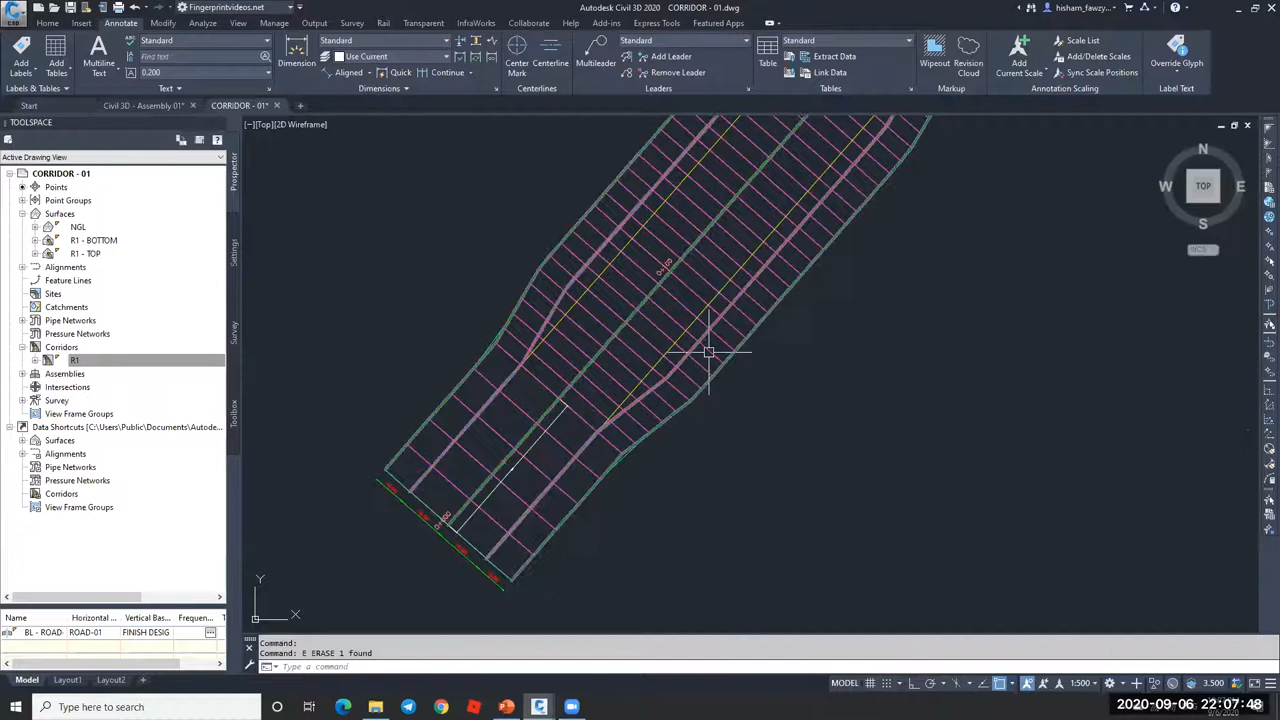 Fingerprintvideos.net
Autodesk Civil 3D 2020 CORRIDOR - 01.dwg
hisham_fawzy...
Home Insert Annotate Modify Analyze View Manage Output Survey Rail Transparent InfraWorks Collaborate Help Add-ins Express Tools Featured Apps
Add Labels
Add Tables
Labels & Tables
Multiline Text
Standard
Find text
0.200
Text
Dimension
Standard
Use Current
Aligned Quick Continue
Dimensions
Center Mark
Centerline
Centerlines
Multileader
Standard
Add Leader
Remove Leader
Leaders
Table
Standard
Extract Data
Link Data
Tables
Wipeout
Revision Cloud
Markup
Add Current Scale
Scale List
Add/Delete Scales
Sync Scale Positions
Annotation Scaling
Override Glyph
Label Text
Start Civil 3D - Assembly 01* CORRIDOR - 01*
TOOLSPACE
Active Drawing View
CORRIDOR - 01
Points
Point Groups
Surfaces
NGL
R1 - BOTTOM
R1 - TOP
Alignments
Feature Lines
Sites
Catchments
Pipe Networks
Pressure Networks
Corridors
R1
Assemblies
Intersections
Survey
View Frame Groups
Data Shortcuts [C:\Users\Public\Documents\Autode...
Surfaces
Alignments
Pipe Networks
Pressure Networks
Corridors
View Frame Groups
Prospector
Settings
Survey
Toolbox
[−][Top][2D Wireframe]
N
W TOP E
S
WCS
Y
X
Name Horizontal ... Vertical Bas... Frequen...
BL - ROAD ROAD-01 FINISH DESIG
Command:
Command: E ERASE 1 found
Type a command
Model Layout1 Layout2
MODEL 1:500 3.500
Type here to search
2020-09-06 22:07:48